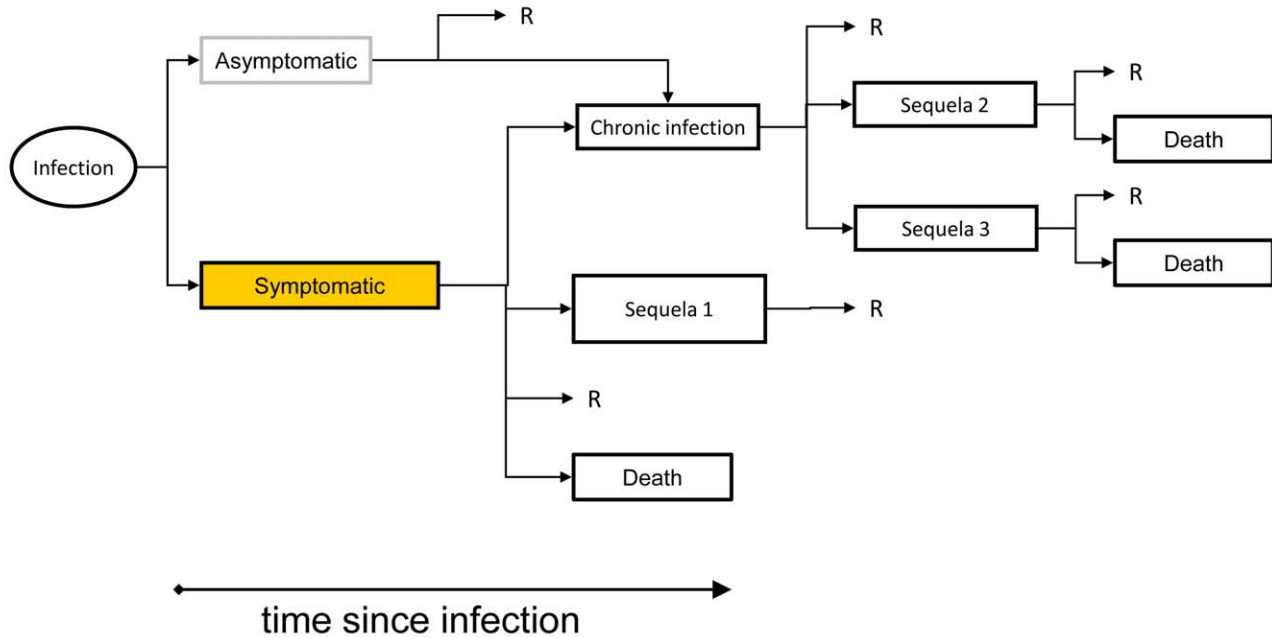 R
R
Asymptomatic
R
Sequela 2
Chronic infection
Death
Infection
R
Sequela 3
Death
Symptomatic
Sequela 1
R
R
Death
time since infection